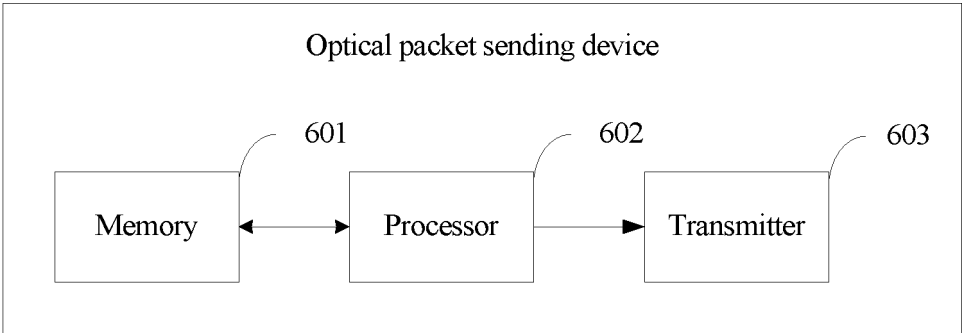 Optical packet sending device
601
602
603
Memory
Processor
Transmitter